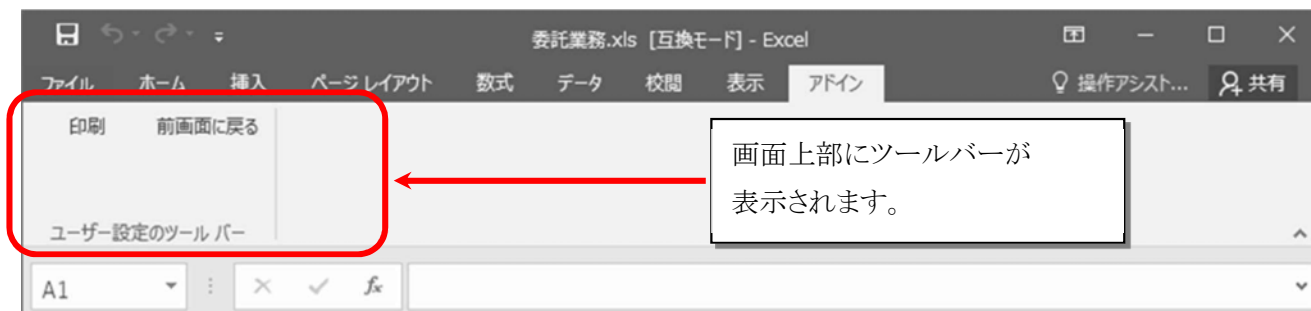 委託業務.xls [互換モード] - Excel
ファイル ホーム 挿入 ページ レイアウト 数式 データ 校閲 表示 アドイン 操作アシスト... 共有
印刷 前画面に戻る
画面上部にツールバーが
表示されます。
ユーザー設定のツール バー
A1 fx